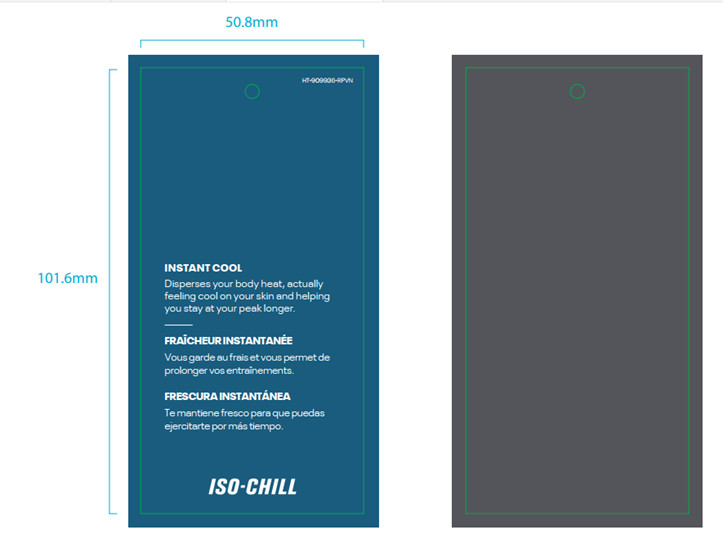 50.8mm
HT-909936-RPVN
101.6mm
INSTANT COOL
Disperses your body heat, actually
feeling cool on your skin and helping
you stay at your peak longer.
FRAÎCHEUR INSTANTANÉE
Vous garde au frais et vous permet de
prolonger vos entraînements.
FRESCURA INSTANTÁNEA
Te mantiene fresco para que puedas
ejercitarte por más tiempo.
ISO-CHILL